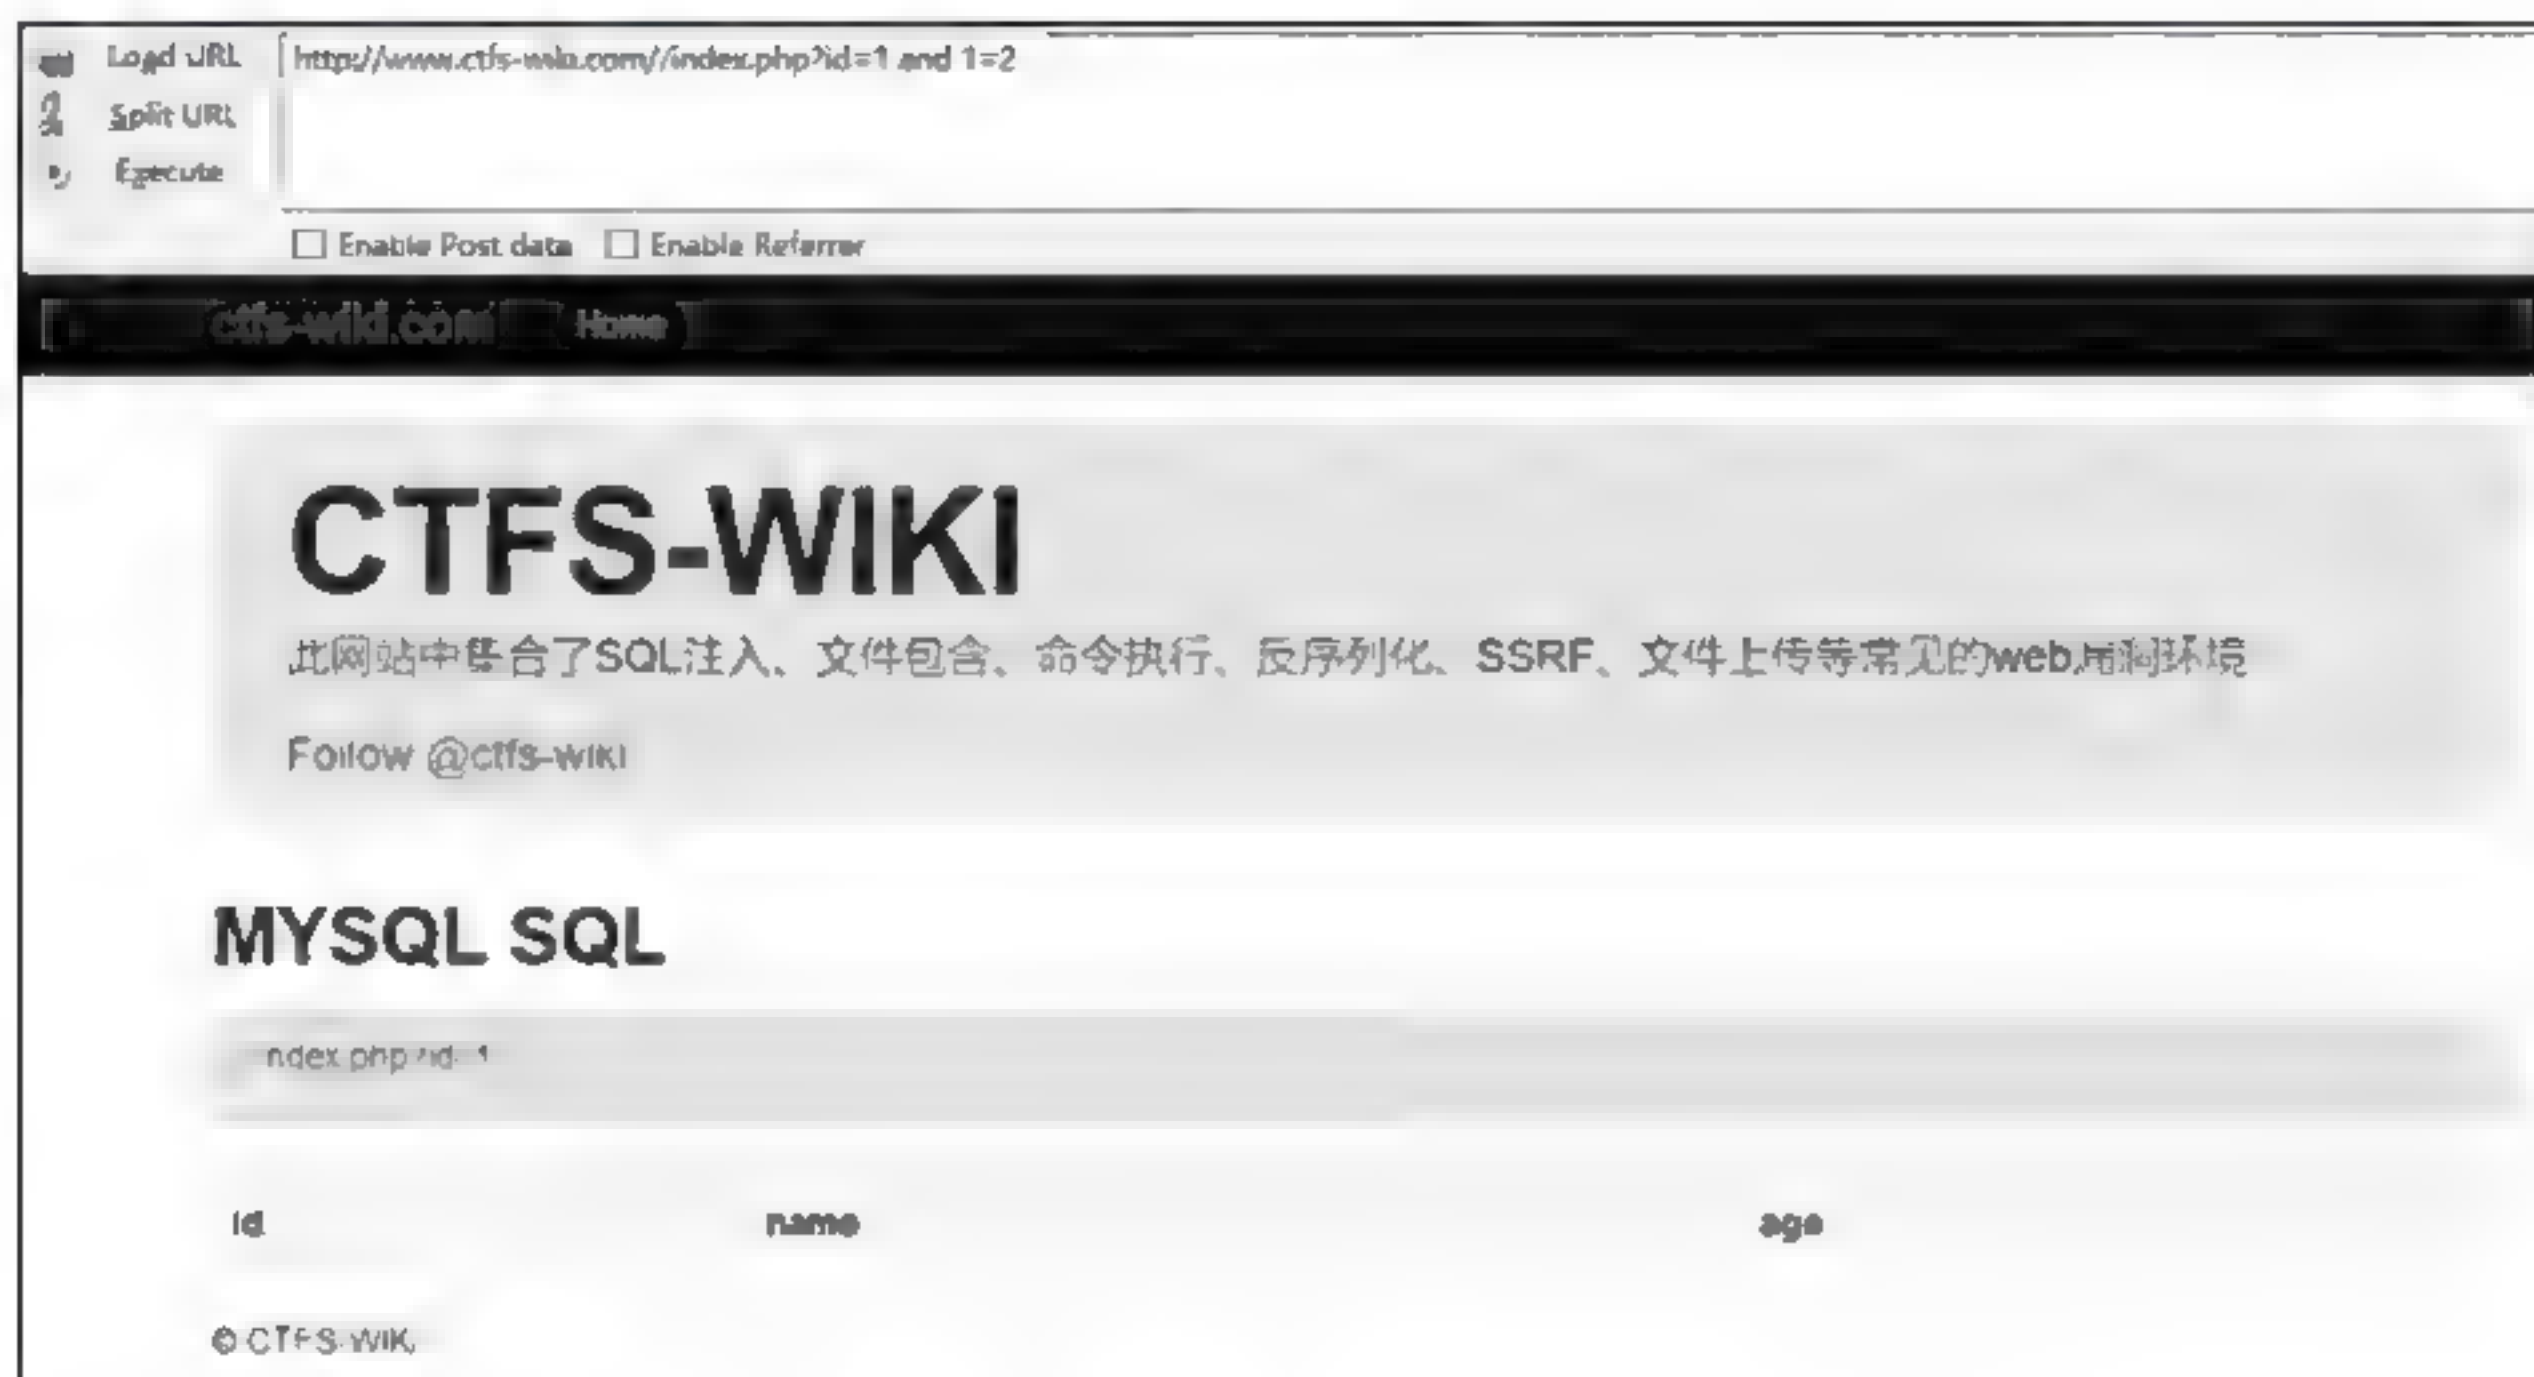 Load URL http://www.ctfs-wiki.com//index.php?id=1 and 1=2
Split URL
Execute
Enable Post data Enable Referrer
ctfs-wiki.com Home
CTFS-WIKI
此网站中集合了SQL注入、文件包含、命令执行、反序列化、SSRF、文件上传等常见的web漏洞环境
Follow @ctfs-wiki
MYSQL SQL
index.php?id=1
id name age
© CTFS-WIKI